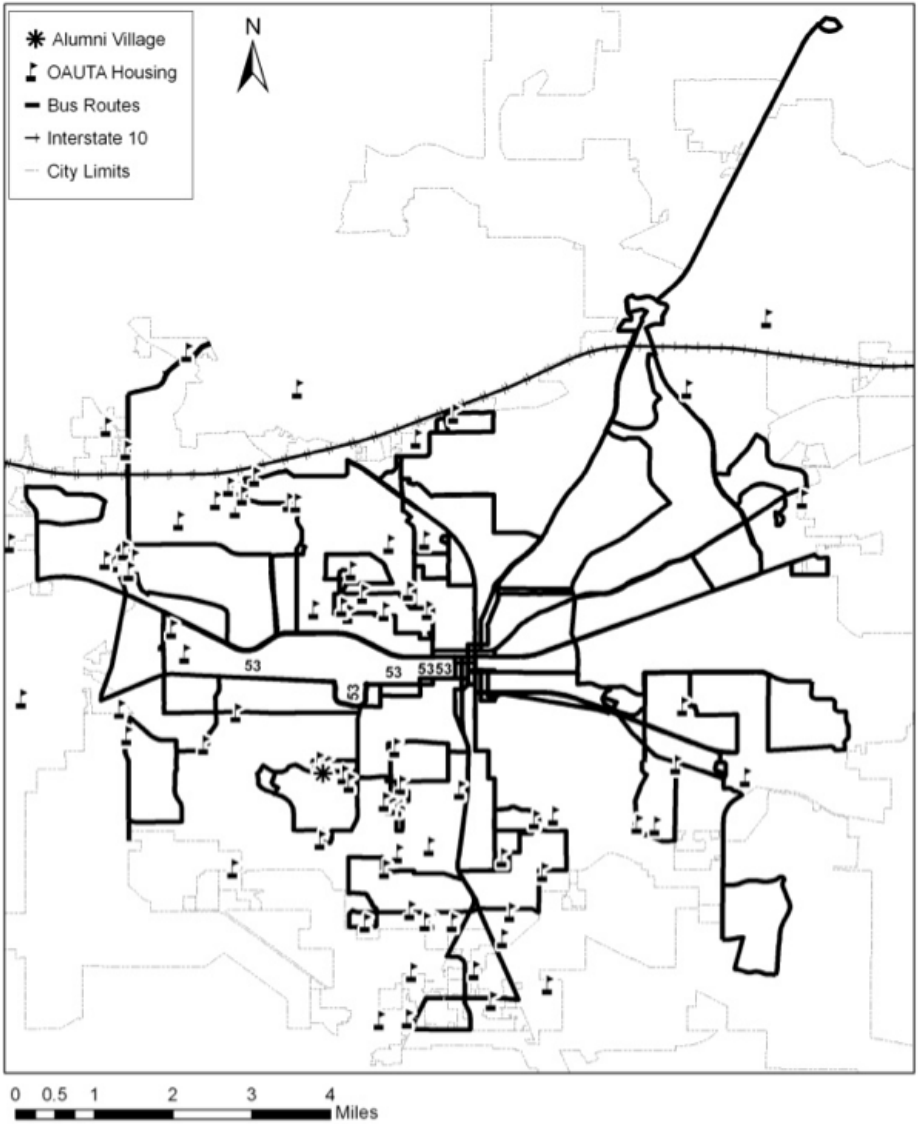 N
Alumni Village
OAUTA Housing
Bus Routes
Interstate 10
City Limits
53
53
53
53
53
0 0.5 1 2 3 4
Miles